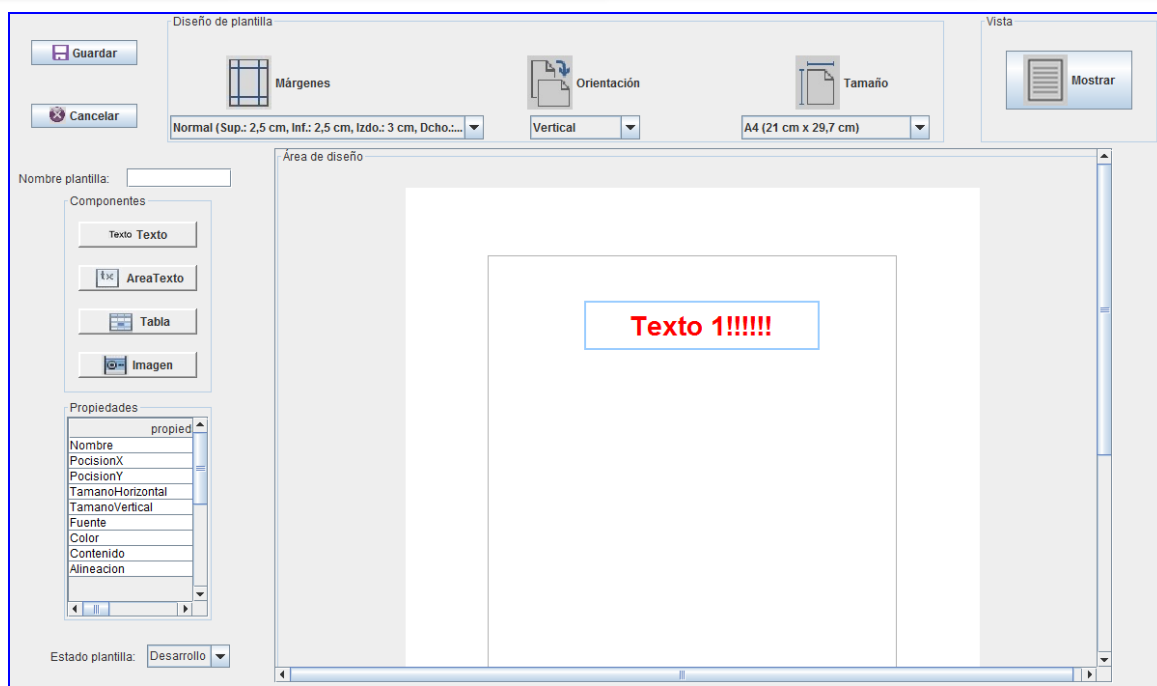 Diseño de plantilla
Vista
Guardar
Márgenes
Orientación
Tamaño
Mostrar
Cancelar
Normal (Sup.: 2,5 cm, Inf.: 2,5 cm, Izdo.: 3 cm, Dcho.:...
Vertical
A4 (21 cm x 29,7 cm)
Área de diseño
Nombre plantilla:
Componentes
Texto Texto
tx AreaTexto
Tabla
Imagen
Texto 1!!!!!!
Propiedades
propied
Nombre
PocisionX
PocisionY
TamanoHorizontal
TamanoVertical
Fuente
Color
Contenido
Alineacion
Estado plantilla: Desarrollo